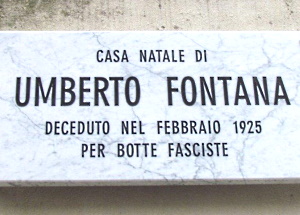 CASA NATALE DI
UMBERTO FONTANA
DECEDUTO NEL FEBBRAIO 1925
PER BOTTE FASCISTE